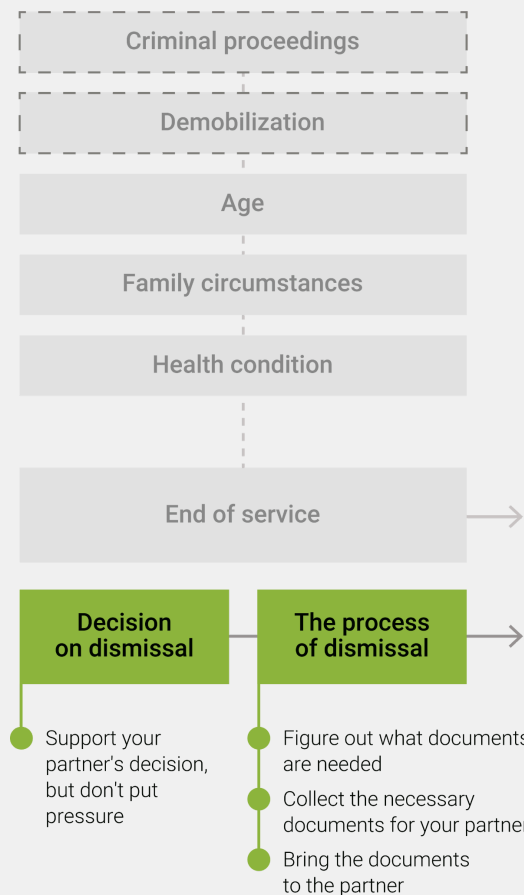 Criminal proceedings
Demobilization
Age
Family circumstances
Health condition
End of service
Decision
on dismissal
The process
of dismissal
Support your
partner's decision,
but don't put
pressure
Figure out what documents
are needed
Collect the necessary
documents for your partner
Bring the documents
to the partner